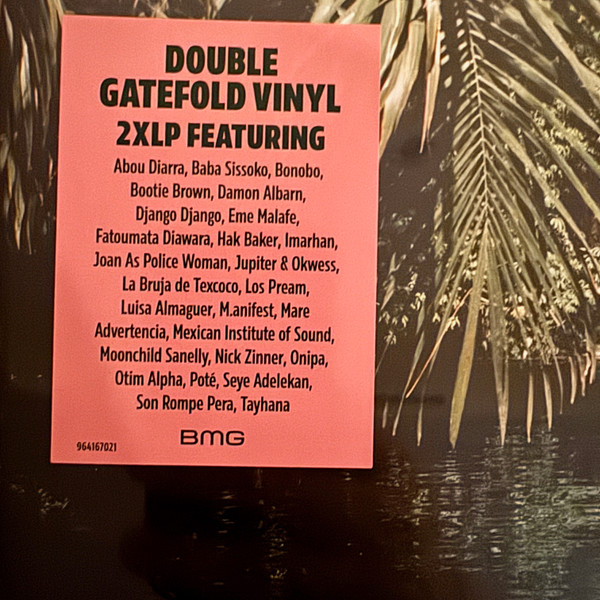 DOUBLE
GATEFOLD VINYL
2XLP FEATURING
Abou Diarra, Baba Sissoko, Bonobo,
Bootie Brown, Damon Albarn,
Django Django, Eme Malafe,
Fatoumata Diawara, Hak Baker, Imarhan,
Joan As Police Woman, Jupiter & Okwess,
La Bruja de Texcoco, Los Pream,
Luisa Almaguer, M.anifest, Mare
Advertencia, Mexican Institute of Sound,
Moonchild Sanelly, Nick Zinner, Onipa,
Otim Alpha, Poté, Seye Adelekan,
Son Rompe Pera, Tayhana
BMG
964167021